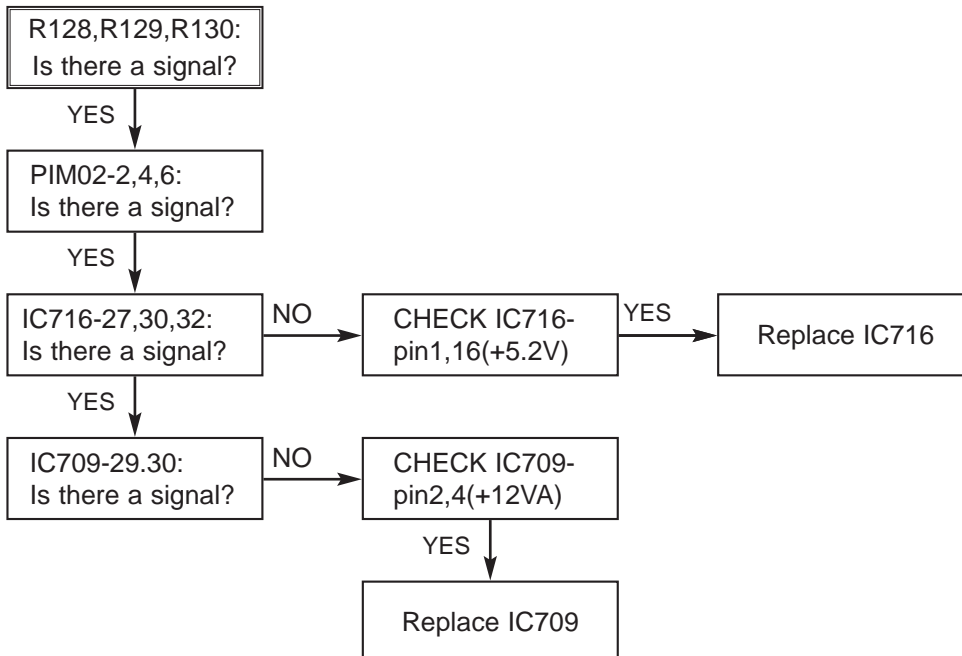 R128,R129,R130:
Is there a signal?
YES
PIM02-2,4,6:
Is there a signal?
YES
IC716-27,30,32:
Is there a signal?
NO
CHECK IC716-
pin1,16(+5.2V)
YES
Replace IC716
YES
IC709-29.30:
Is there a signal?
NO
CHECK IC709-
pin2,4(+12VA)
YES
Replace IC709